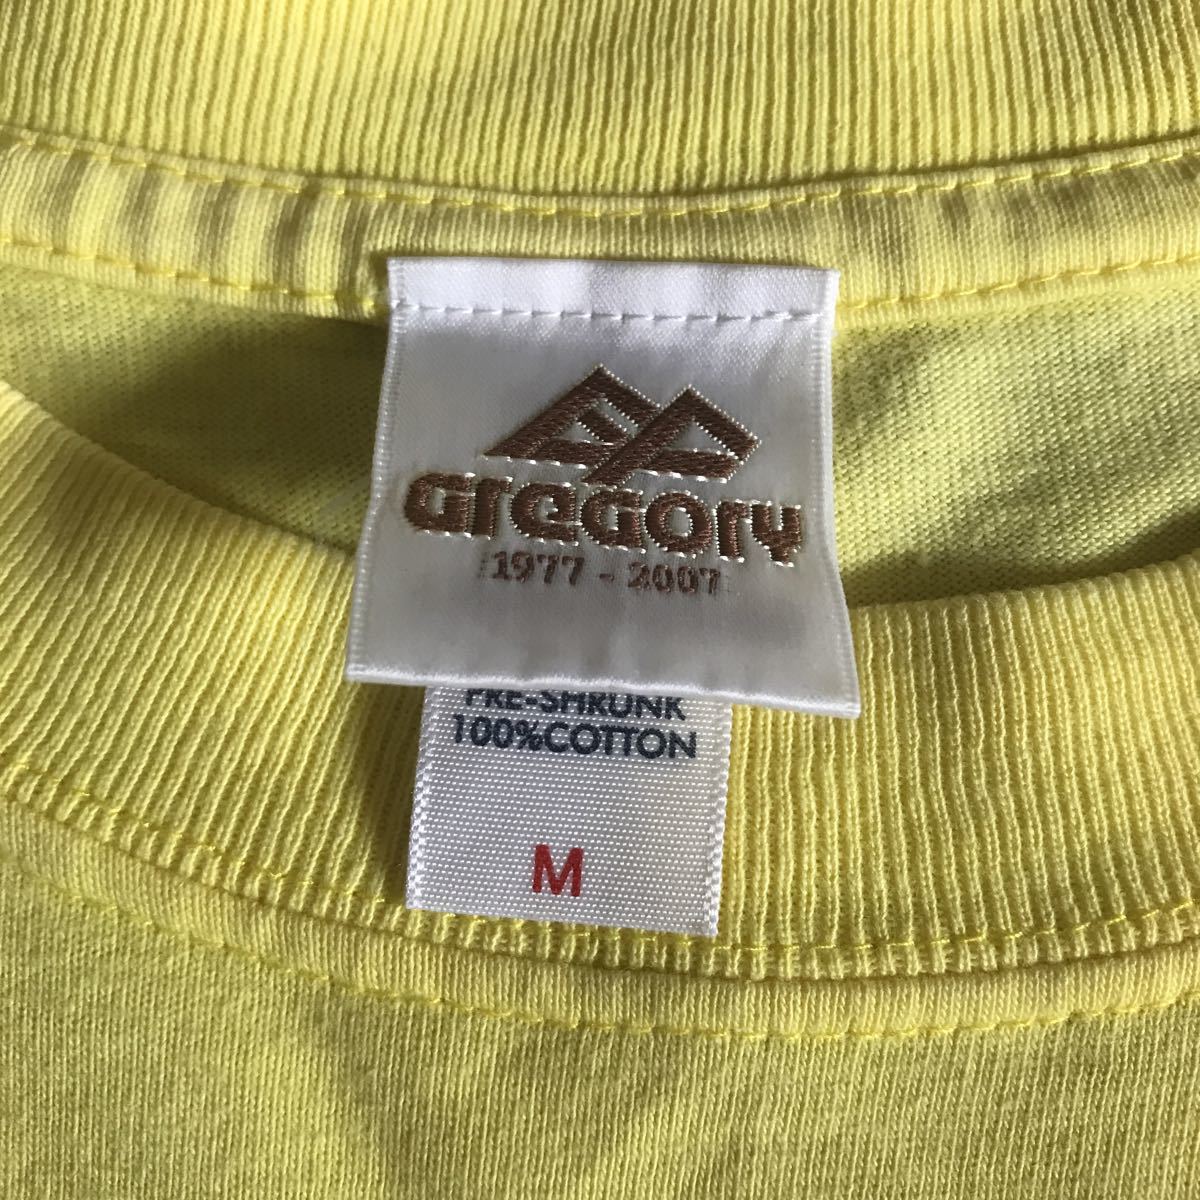 GreGory
1977 - 2007
PRE-SHRUNK
100%COTTON
M